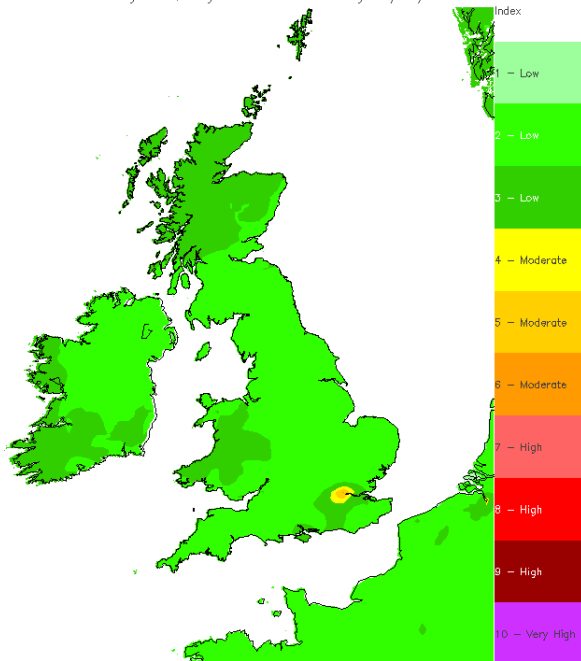 Index
1 - Low
2 - Low
3 - Low
4 - Moderate
5 - Moderate
6 - Moderate
7 - High
8 - High
9 - High
10 - Very High